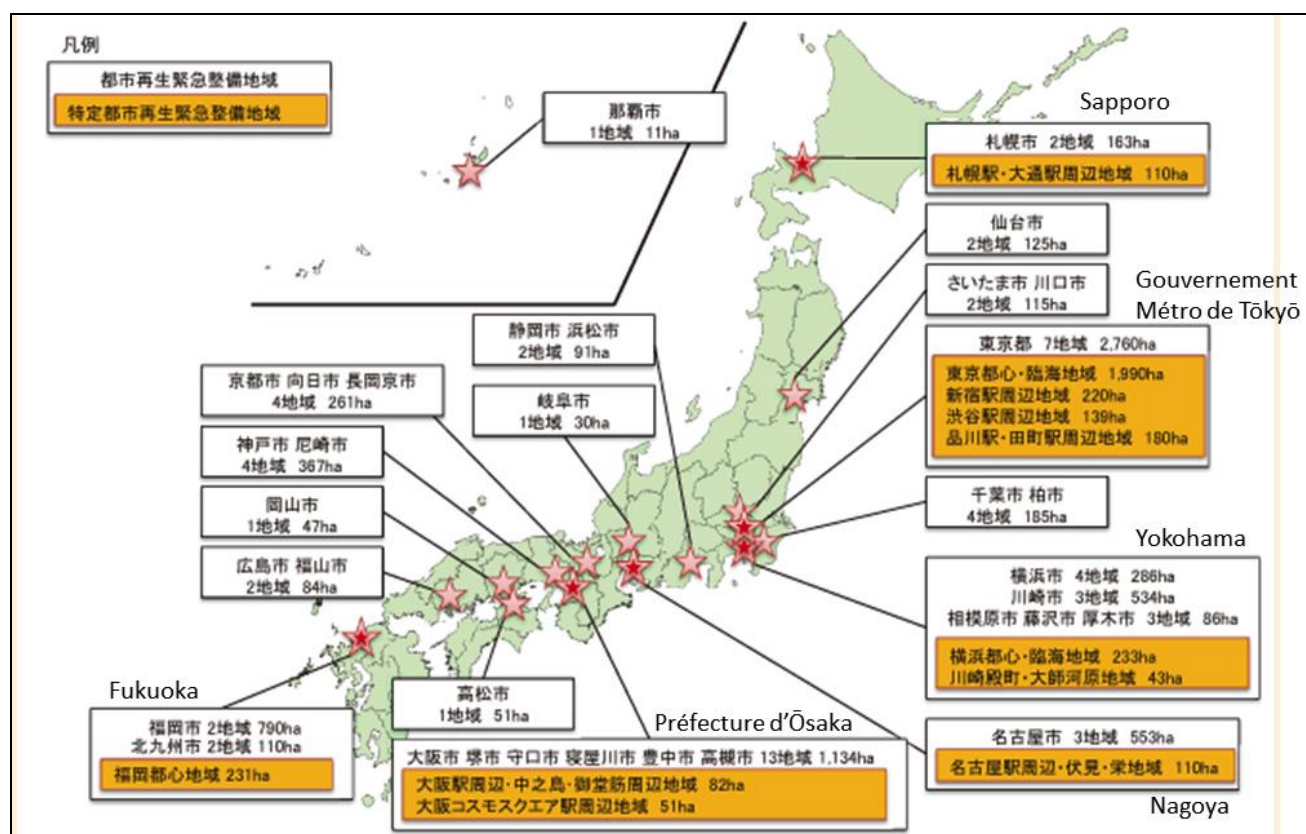 凡例
都市再生緊急整備地域
特定都市再生緊急整備地域
那覇市
1地域 11ha
Sapporo
札幌市 2地域 163ha
札幌駅・大通駅周辺地域 110ha
仙台市
2地域 125ha
さいたま市 川口市
2地域 115ha
Gouvernement
Métro de Tōkyō
東京都 7地域 2,760ha
東京都心・臨海地域 1,990ha
新宿駅周辺地域 220ha
渋谷駅周辺地域 139ha
品川駅・田町駅周辺地域 180ha
静岡市 浜松市
2地域 91ha
京都市 向日市 長岡京市
4地域 261ha
岐阜市
1地域 30ha
神戸市 尼崎市
4地域 367ha
岡山市
1地域 47ha
広島市 福山市
2地域 84ha
千葉市 柏市
4地域 185ha
Yokohama
横浜市 4地域 286ha
川崎市 3地域 534ha
相模原市 藤沢市 厚木市 3地域 86ha
横浜都心・臨海地域 233ha
川崎殿町・大師河原地域 43ha
Fukuoka
福岡市 2地域 790ha
北九州市 2地域 110ha
福岡都心地域 231ha
高松市
1地域 51ha
Préfecture d'Ōsaka
大阪市 堺市 守口市 寝屋川市 豊中市 高槻市 13地域 1,134ha
大阪駅周辺・中之島・御堂筋周辺地域 82ha
大阪コスモスクエア駅周辺地域 51ha
名古屋市 3地域 553ha
名古屋駅周辺・伏見・栄地域 110ha
Nagoya